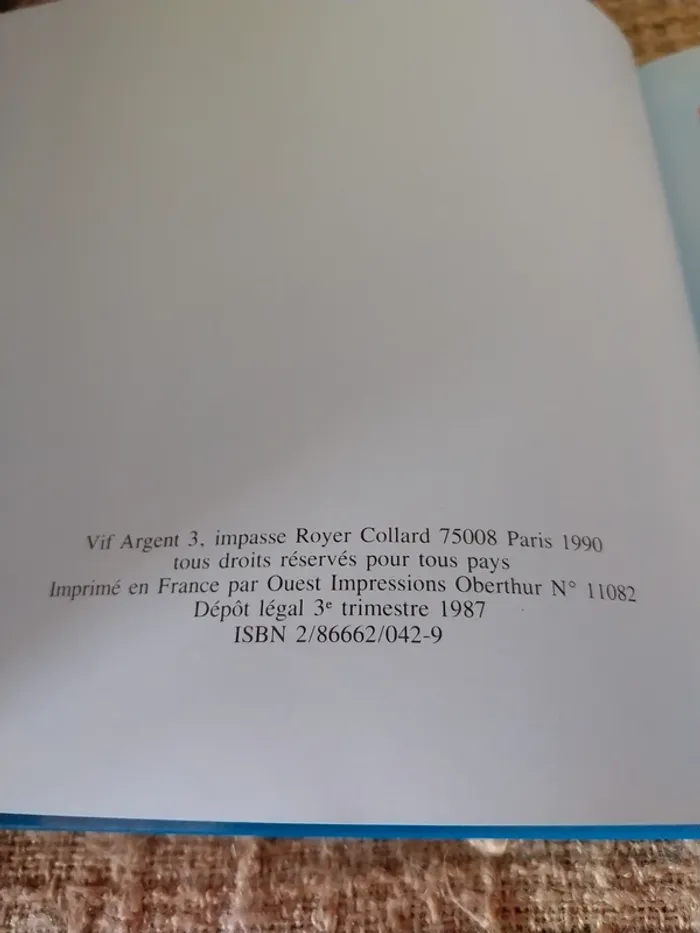 Vif Argent 3, impasse Royer Collard 75008 Paris 1990
tous droits réservés pour tous pays
Imprimé en France par Ouest Impressions Oberthur N° 11082
Dépôt légal 3e trimestre 1987
ISBN 2/86662/042-9